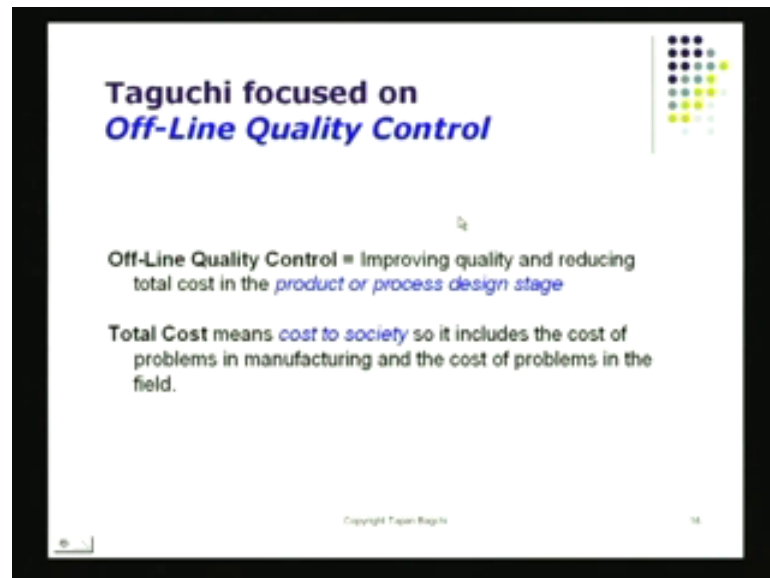 Taguchi focused on
Off-Line Quality Control
Off-Line Quality Control = Improving quality and reducing
total cost in the product or process design stage
Total Cost means cost to society so it includes the cost of
problems in manufacturing and the cost of problems in the
field.
Copyright Tapan Bagchi